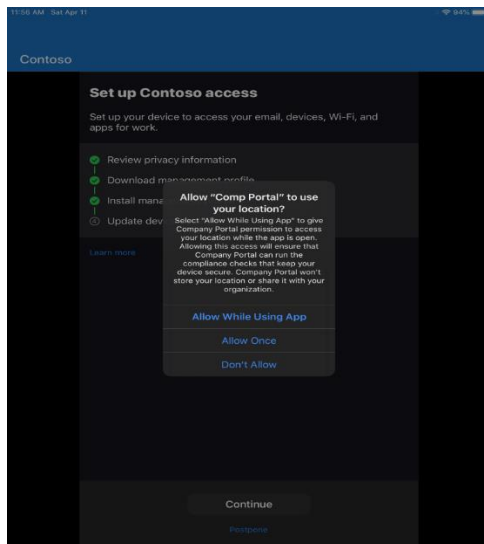 11:56 AM Sat Apr 11
94%
Contoso
Set up Contoso access
Set up your device to access your email, devices, Wi-Fi, and
apps for work.
Review privacy information
Download management profile
Install mana
Update dev
Learn more
Allow "Comp Portal" to use
your location?
Select "Allow While Using App" to give
Company Portal permission to access
your location while the app is open.
Allowing this access will ensure that
Company Portal can run the
compliance checks that keep your
device secure. Company Portal won't
store your location or share it with your
organization.
Allow While Using App
Allow Once
Don't Allow
Continue
Postpone